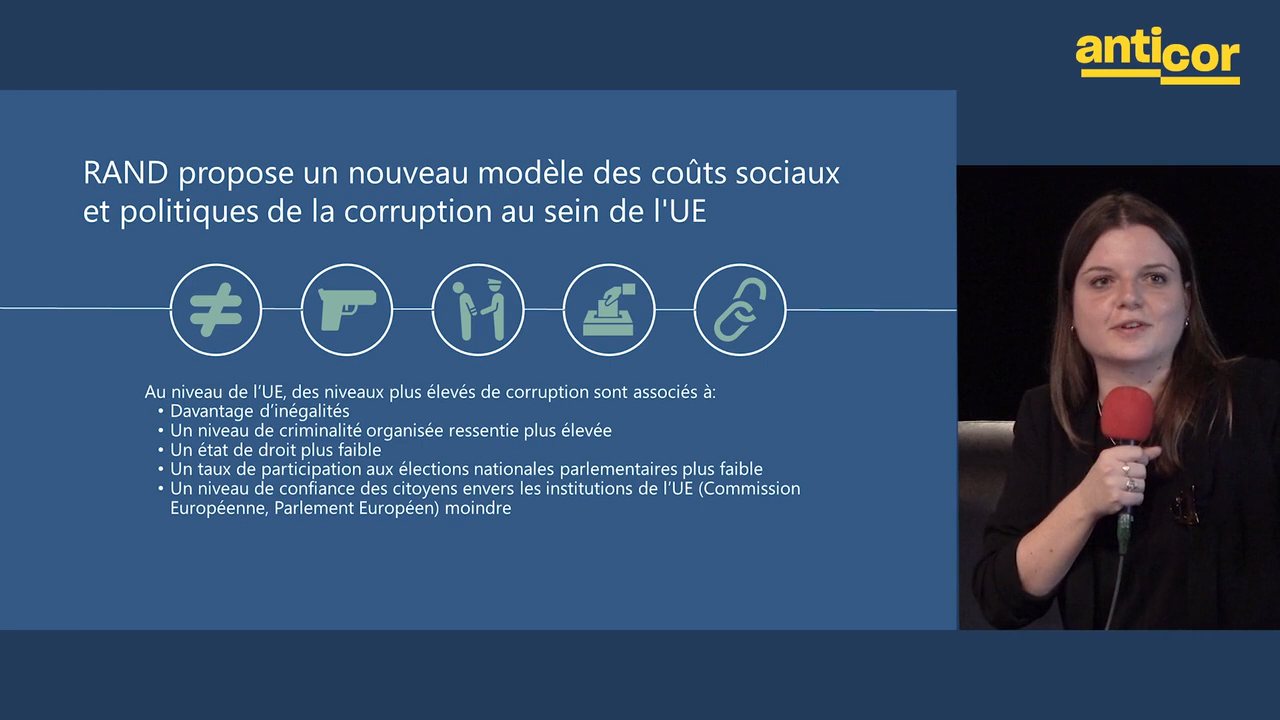 anticor
RAND propose un nouveau modèle des coûts sociaux
et politiques de la corruption au sein de l'UE
Au niveau de l’UE, des niveaux plus élevés de corruption sont associés à:
• Davantage d’inégalités
• Un niveau de criminalité organisée ressentie plus élevée
• Un état de droit plus faible
• Un taux de participation aux élections nationales parlementaires plus faible
• Un niveau de confiance des citoyens envers les institutions de l’UE (Commission
Européenne, Parlement Européen) moindre